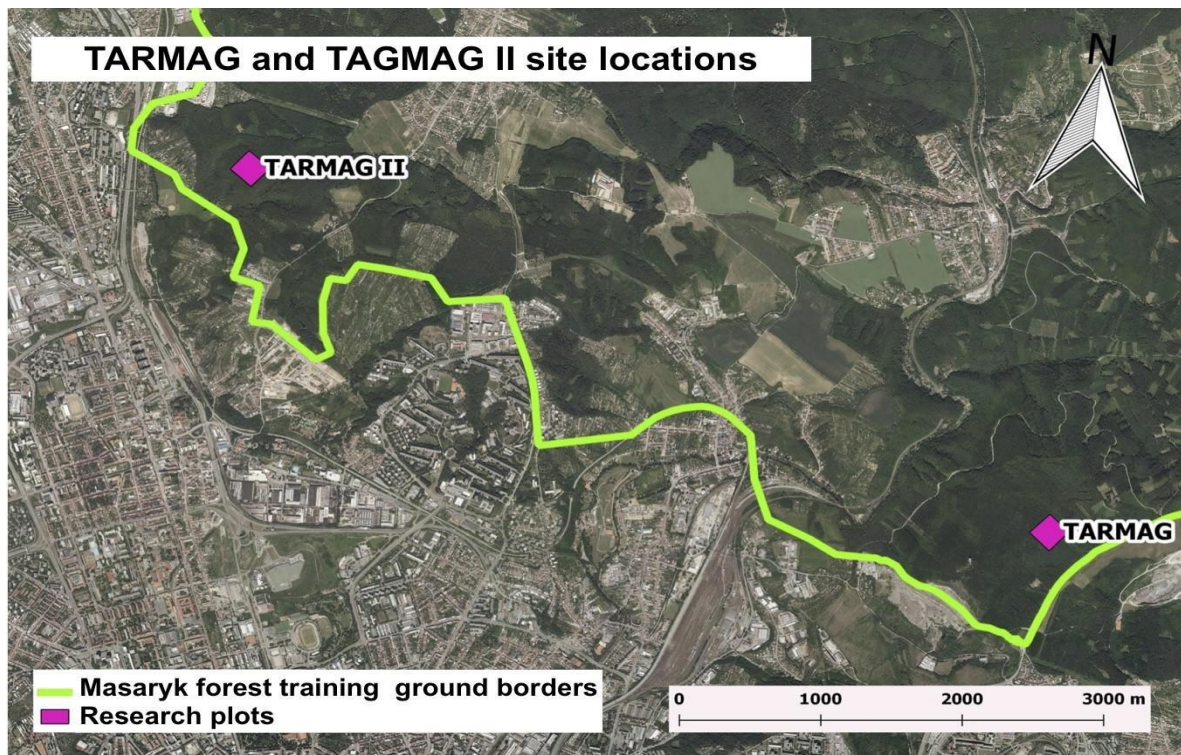 TARMAG and TAGMAG II site locations
N
TARMAG II
TARMAG
Masaryk forest training ground borders
Research plots
0 1000 2000 3000 m